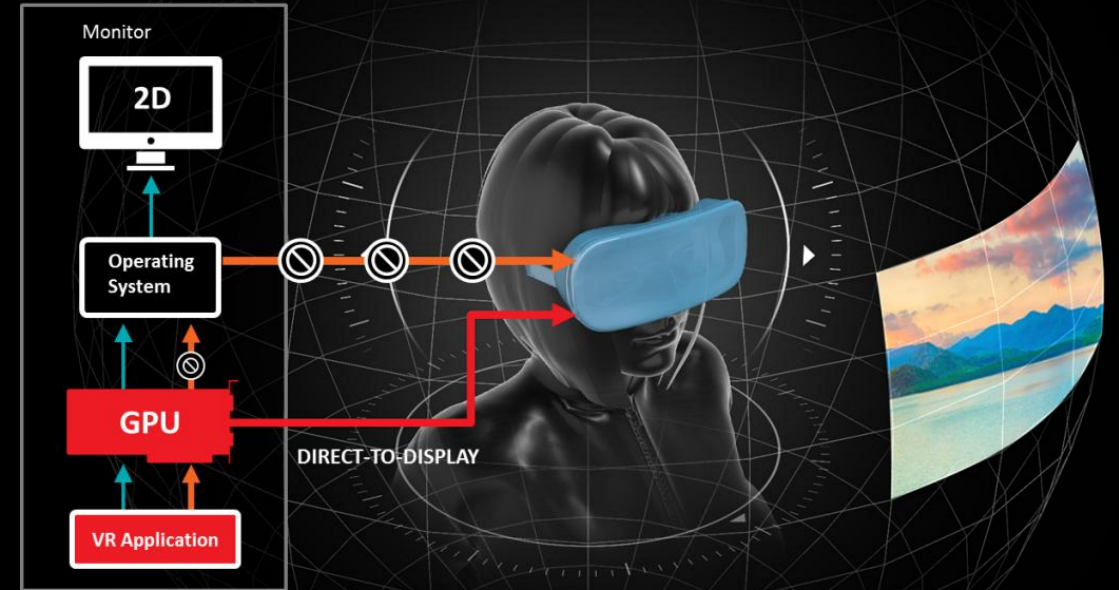 Monitor
2D
Operating
System
GPU
DIRECT-TO-DISPLAY
VR Application